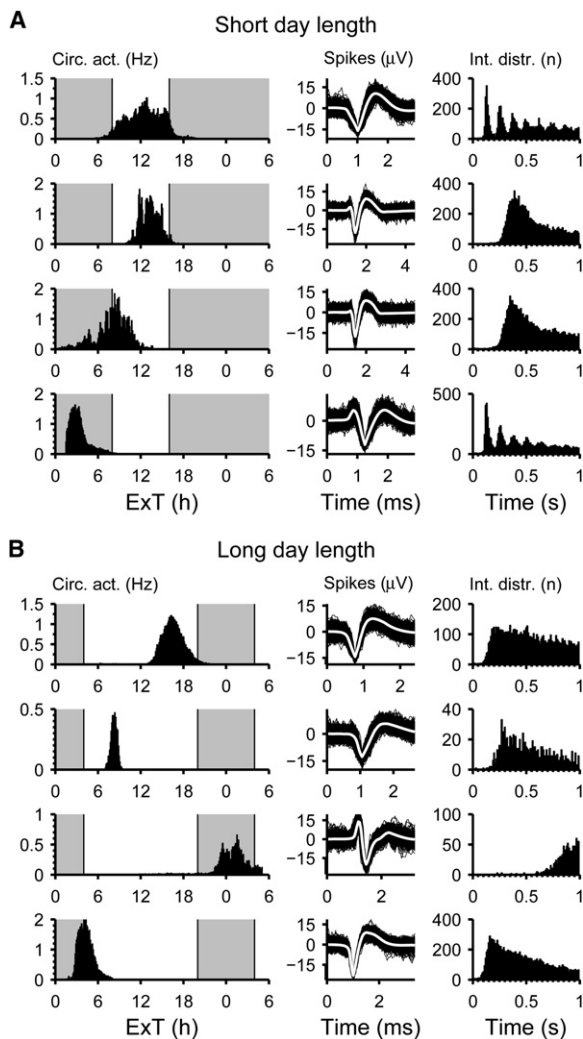 A
Short day length
Circ. act. (Hz) Spikes (μV) Int. distr. (n)
1.5 15 400
1 0 200
0.5 −15
0 0
0 6 12 18 0 6 1 2 0 0.5 1
2 15 400
1 0 200
0 −15 0
0 6 12 18 0 6 0 2 4 0 0.5 1
2 15 400
1 0 200
0 −15 0
0 6 12 18 0 6 0 2 4 0 0.5 1
2 0 500
1 −15
0 0
0 6 12 18 0 6 0 1 2 0 0.5 1
ExT (h) Time (ms) Time (s)
B
Long day length
Circ. act. (Hz) Spikes (μV) Int. distr. (n)
1.5 15 200
1 0 100
0.5 −15
0 0
0 6 12 18 0 6 0 1 2 0 0.5 1
0.5 15 40
0 20
0 −15 0
0 6 12 18 0 6 0 1 2 0 0.5 1
1 15 100
0.5 0 50
0 −15 0
0 6 12 18 0 6 0 2 0 0.5 1
2 15 400
1 0 200
0 −15 0
0 6 12 18 0 6 0 2 0 0.5 1
ExT (h) Time (ms) Time (s)